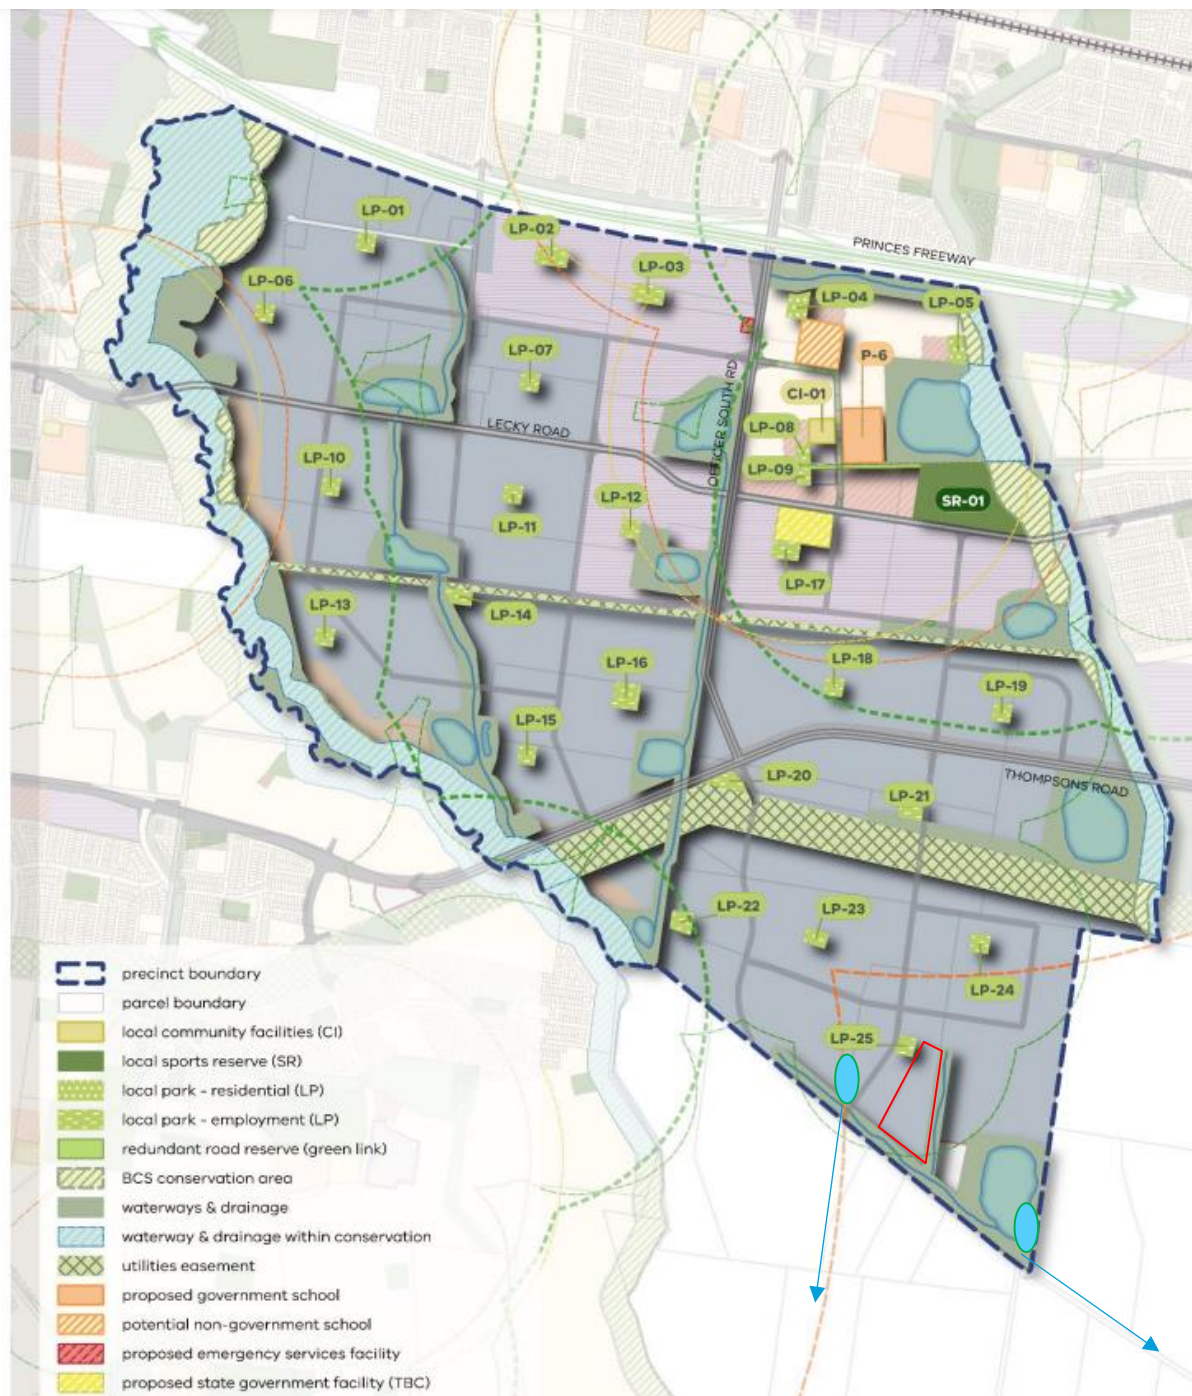 PRINCES FREEWAY
LP-01
LP-02
LP-03
LP-04
LP-05
LP-06
LP-07
P-6
CI-01
LP-08
LP-09
OFFICER SOUTH RD
LECKY ROAD
LP-10
LP-11
LP-12
SR-01
LP-17
LP-13
LP-14
LP-16
LP-18
LP-19
LP-15
LP-20
LP-21
THOMPSONS ROAD
LP-22
LP-23
LP-24
LP-25
precinct boundary
parcel boundary
local community facilities (CI)
local sports reserve (SR)
local park - residential (LP)
local park - employment (LP)
redundant road reserve (green link)
BCS conservation area
waterways & drainage
waterway & drainage within conservation
utilities easement
proposed government school
potential non-government school
proposed emergency services facility
proposed state government facility (TBC)